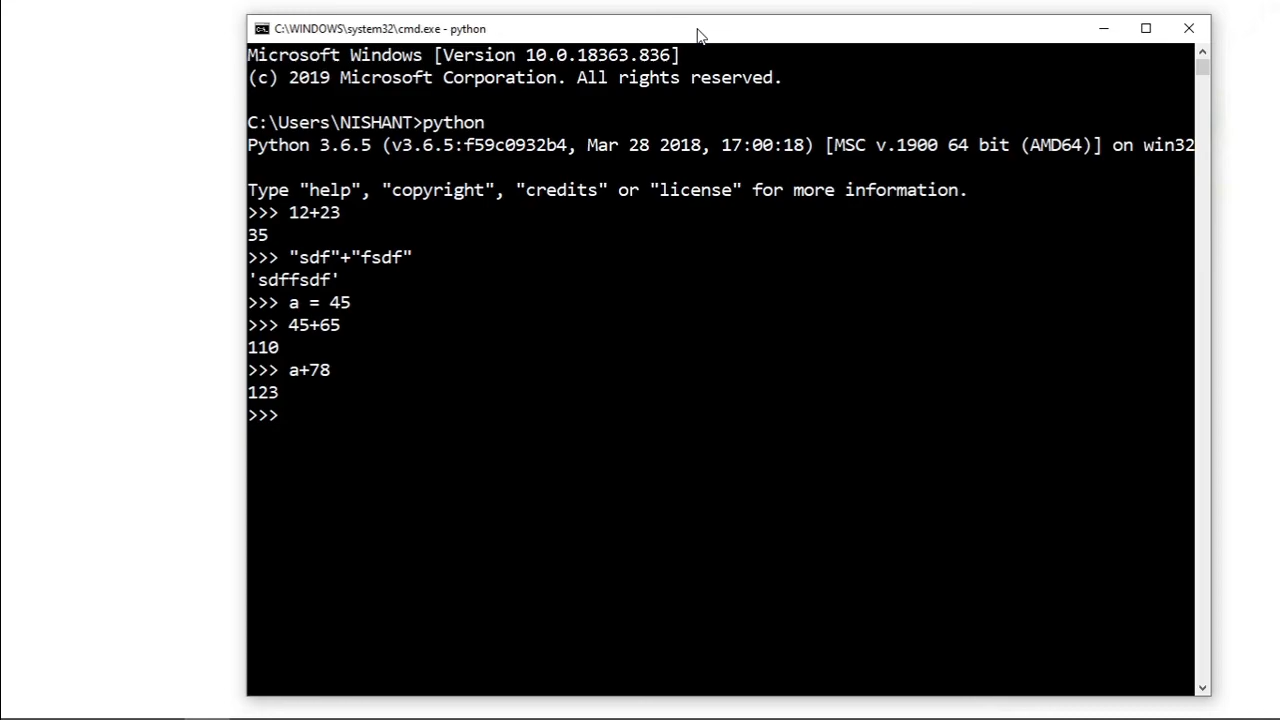 C:\WINDOWS\system32\cmd.exe - python
Microsoft Windows [Version 10.0.18363.836]
(c) 2019 Microsoft Corporation. All rights reserved.
C:\Users\NISHANT>python
Python 3.6.5 (v3.6.5:f59c0932b4, Mar 28 2018, 17:00:18) [MSC v.1900 64 bit (AMD64)] on win32
Type "help", "copyright", "credits" or "license" for more information.
>>> 12+23
35
>>> "sdf"+"fsdf"
'sdffsdf'
>>> a = 45
>>> 45+65
110
>>> a+78
123
>>>